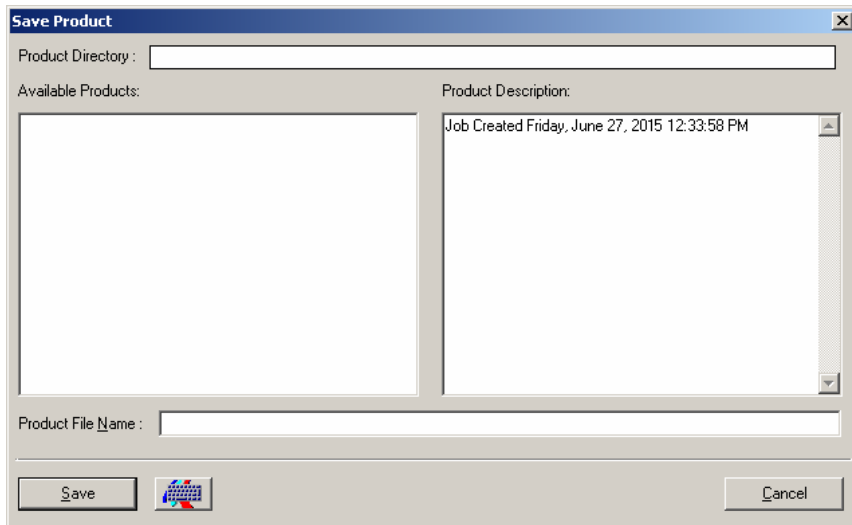 Save Product
Product Directory :
Available Products:
Product Description:
Job Created Friday, June 27, 2015 12:33:58 PM
Product File Name :
Save
Cancel